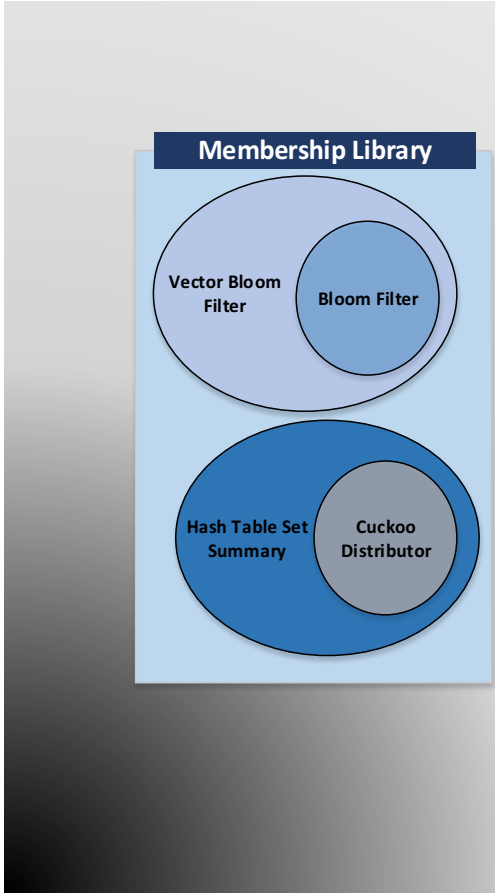 Membership Library
Vector Bloom
Filter
Bloom Filter
Hash Table Set
Summary
Cuckoo
Distributor